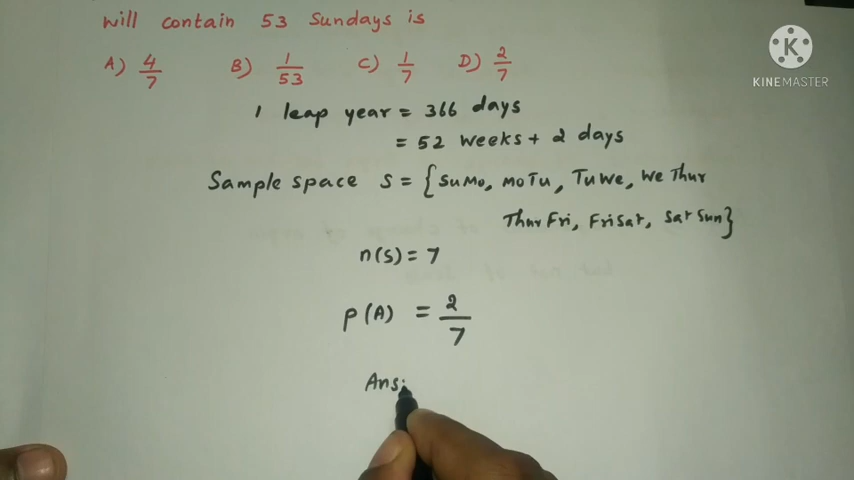 will contain 53 Sundays is
A) 4/7 B) 1/53 C) 1/7 D) 2/7
1 leap year = 366 days
= 52 weeks + 2 days
Sample space S = {SuMo, MoTu, TuWe, We Thur
Thur Fri, Fri Sat, Sat Sun}
n(S) = 7
P(A) = 2/7
Ans:
K
KINEMASTER